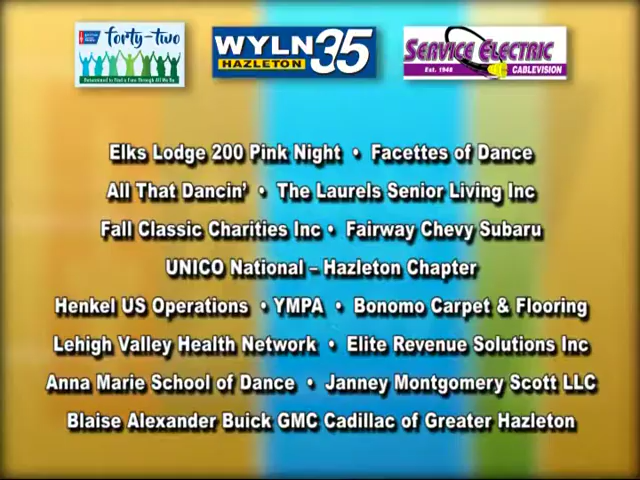 forty-two
WYLN 35
HAZLETON
SERVICE ELECTRIC
Est. 1948 CABLEVISION
Elks Lodge 200 Pink Night • Facettes of Dance
All That Dancin' • The Laurels Senior Living Inc
Fall Classic Charities Inc • Fairway Chevy Subaru
UNICO National – Hazleton Chapter
Henkel US Operations • YMPA • Bonomo Carpet & Flooring
Lehigh Valley Health Network • Elite Revenue Solutions Inc
Anna Marie School of Dance • Janney Montgomery Scott LLC
Blaise Alexander Buick GMC Cadillac of Greater Hazleton